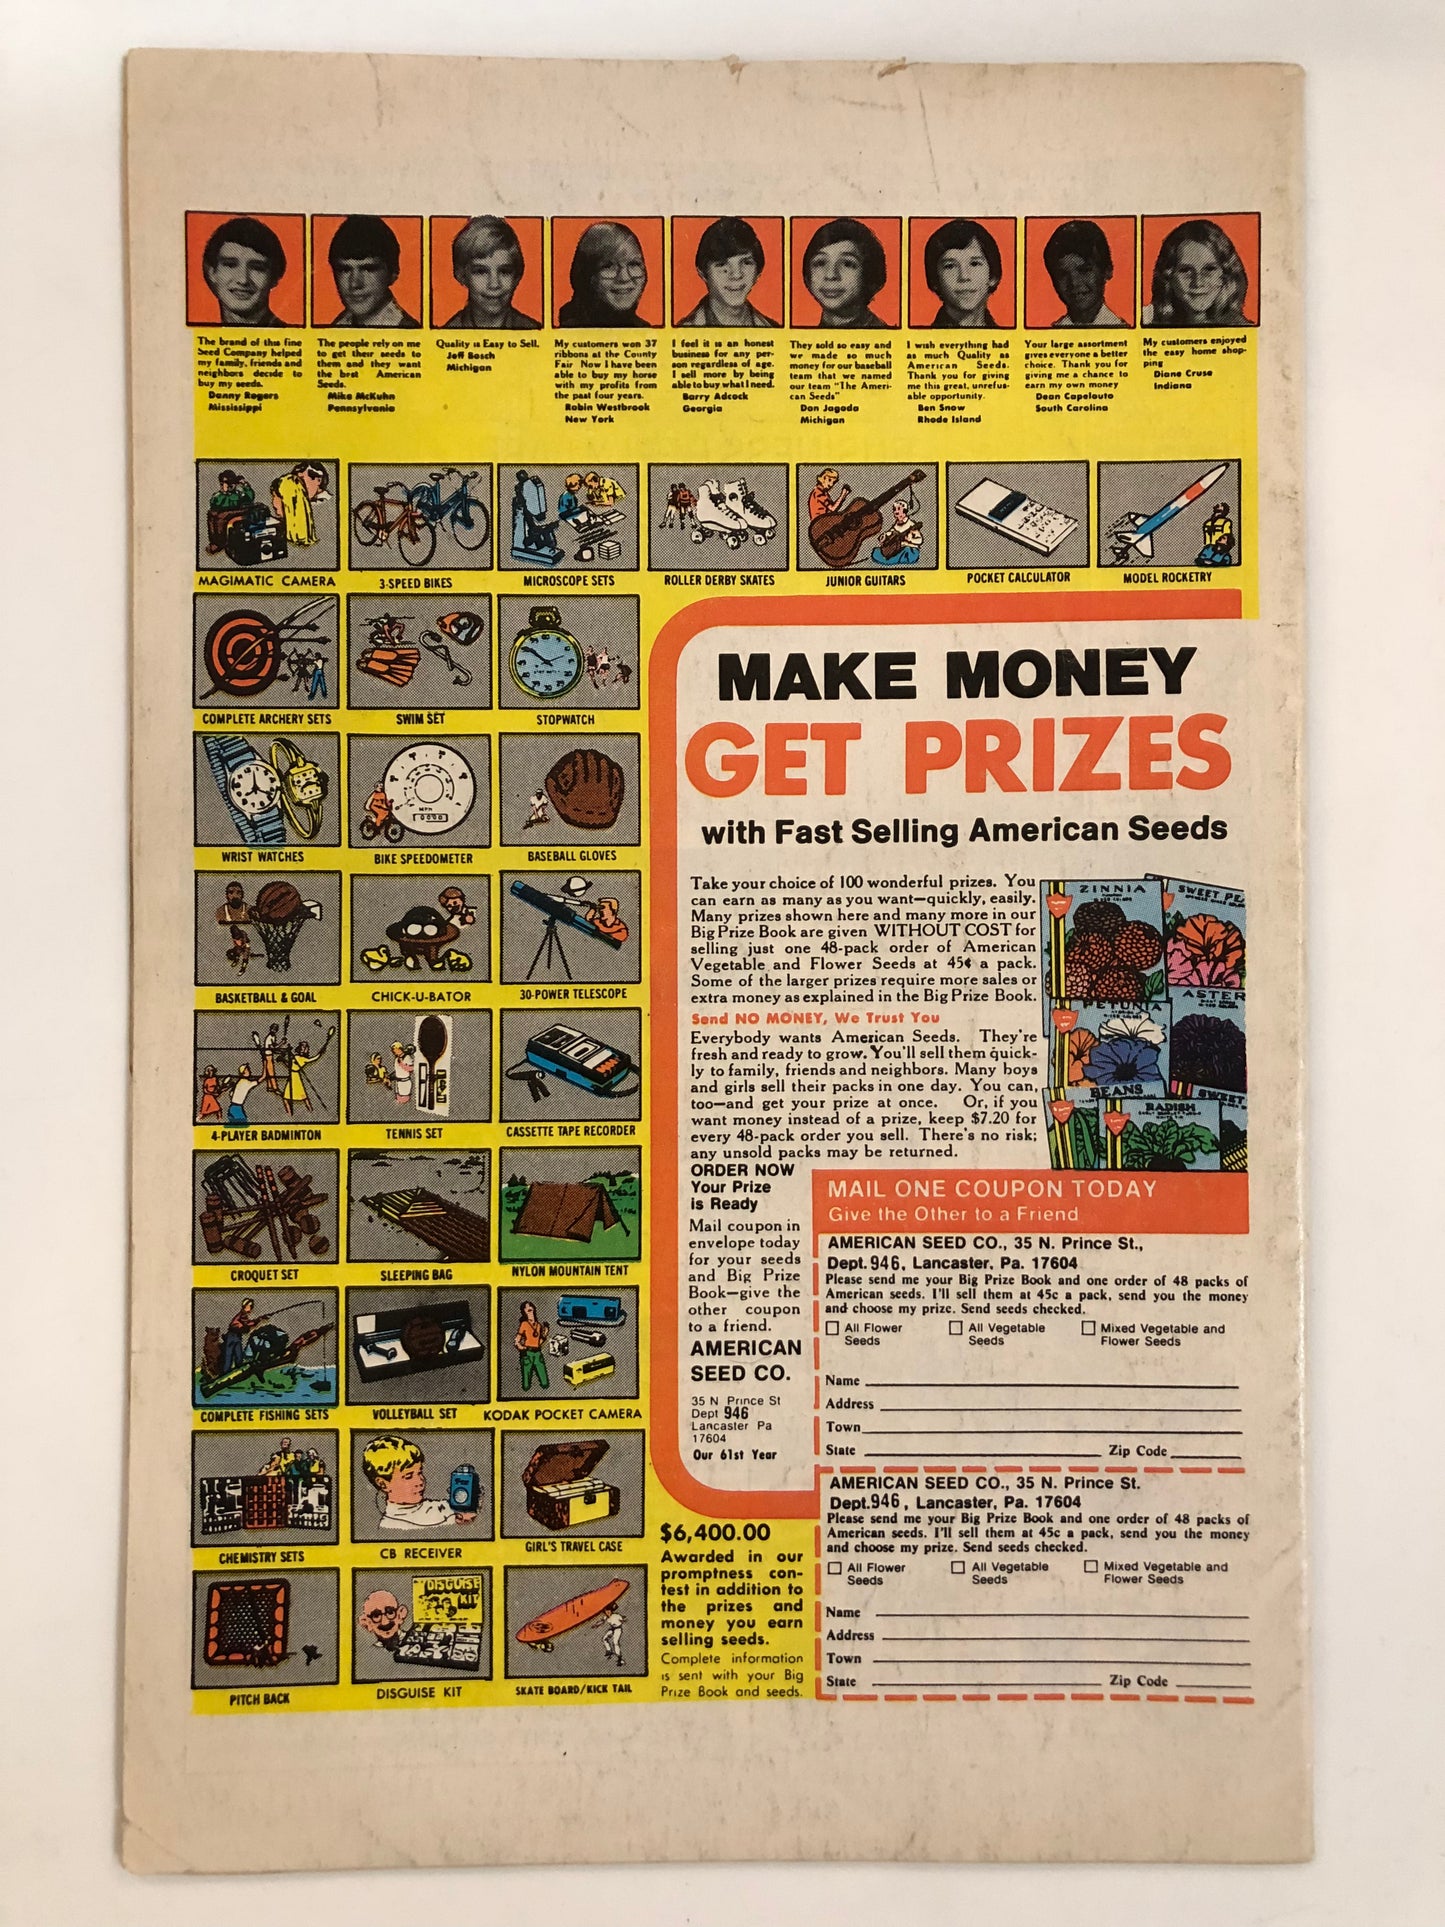 The brand of this fine
Seed Company helped
my family, friends and
neighbors decide to
buy my seeds.
Danny Rogers
Mississippi
The people rely on me
to get their seeds to
them and they want
the best American
Seeds.
Mike McKuhn
Pennsylvania
Quality is Easy to Sell.
Jeff Bosch
Michigan
My customers won 37
ribbons at the County
Fair Now I have been
able to buy my horse
with my profits from
the past four years.
Robin Westbrook
New York
I feel it is an honest
business for any per-
son regardless of age.
I sell more by being
able to buy what I need.
Barry Adcock
Georgia
They sold so easy and
we made so much
money for our baseball
team that we named
our team "The Ameri-
can Seeds"
Don Jagoda
Michigan
I wish everything had
as much Quality as
American Seeds.
Thank you for giving
me this great, unrefus-
able opportunity.
Ben Snow
Rhode Island
Your large assortment
gives everyone a better
choice. Thank you for
giving me a chance to
earn my own money
Dean Capelouto
South Carolina
My customers enjoyed
the easy home shop-
ping
Diane Cruse
Indiana
MAGIMATIC CAMERA
3-SPEED BIKES
MICROSCOPE SETS
ROLLER DERBY SKATES
JUNIOR GUITARS
POCKET CALCULATOR
MODEL ROCKETRY
COMPLETE ARCHERY SETS
SWIM SET
STOPWATCH
WRIST WATCHES
BIKE SPEEDOMETER
BASEBALL GLOVES
BASKETBALL & GOAL
CHICK-U-BATOR
30-POWER TELESCOPE
4-PLAYER BADMINTON
TENNIS SET
CASSETTE TAPE RECORDER
CROQUET SET
SLEEPING BAG
NYLON MOUNTAIN TENT
COMPLETE FISHING SETS
VOLLEYBALL SET
KODAK POCKET CAMERA
CHEMISTRY SETS
CB RECEIVER
GIRL'S TRAVEL CASE
PITCH BACK
DISGUISE
KIT
DISGUISE KIT
SKATE BOARD/KICK TAIL
MAKE MONEY
GET PRIZES
with Fast Selling American Seeds
Take your choice of 100 wonderful prizes. You
can earn as many as you want—quickly, easily.
Many prizes shown here and many more in our
Big Prize Book are given WITHOUT COST for
selling just one 48-pack order of American
Vegetable and Flower Seeds at 45¢ a pack.
Some of the larger prizes require more sales or
extra money as explained in the Big Prize Book.
Send NO MONEY, We Trust You
Everybody wants American Seeds. They're
fresh and ready to grow. You'll sell them quick-
ly to family, friends and neighbors. Many boys
and girls sell their packs in one day. You can,
too—and get your prize at once. Or, if you
want money instead of a prize, keep $7.20 for
every 48-pack order you sell. There's no risk;
any unsold packs may be returned.
ZINNIA
SWEET PE
PETUNIA
ASTER
BEANS
RADISH
SWEET
ORDER NOW
Your Prize
is Ready
Mail coupon in
envelope today
for your seeds
and Big Prize
Book—give the
other coupon
to a friend.
AMERICAN
SEED CO.
35 N Prince St
Dept 946
Lancaster Pa
17604
Our 61st Year
MAIL ONE COUPON TODAY
Give the Other to a Friend
AMERICAN SEED CO., 35 N. Prince St.,
Dept. 946, Lancaster, Pa. 17604
Please send me your Big Prize Book and one order of 48 packs of
American seeds. I'll sell them at 45c a pack, send you the money
and choose my prize. Send seeds checked.
All Flower
Seeds
All Vegetable
Seeds
Mixed Vegetable and
Flower Seeds
Name
Address
Town
State Zip Code
AMERICAN SEED CO., 35 N. Prince St.
Dept. 946, Lancaster, Pa. 17604
Please send me your Big Prize Book and one order of 48 packs of
American seeds. I'll sell them at 45c a pack, send you the money
and choose my prize. Send seeds checked.
All Flower
Seeds
All Vegetable
Seeds
Mixed Vegetable and
Flower Seeds
Name
Address
Town
State Zip Code
$6,400.00
Awarded in our
promptness con-
test in addition to
the prizes and
money you earn
selling seeds.
Complete information
is sent with your Big
Prize Book and seeds.